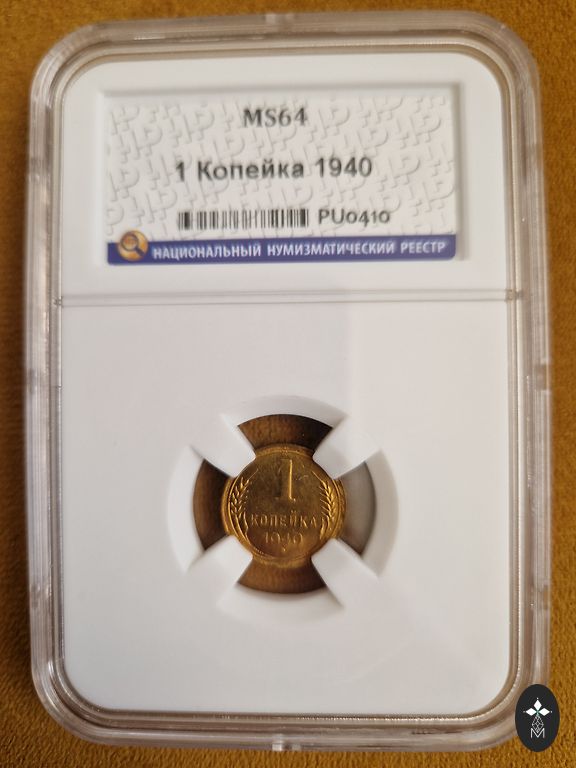 MS64
1 Копейка 1940
PU0410
НАЦИОНАЛЬНЫЙ НУМИЗМАТИЧЕСКИЙ РЕЕСТР
1
КОПЕЙКА
1940